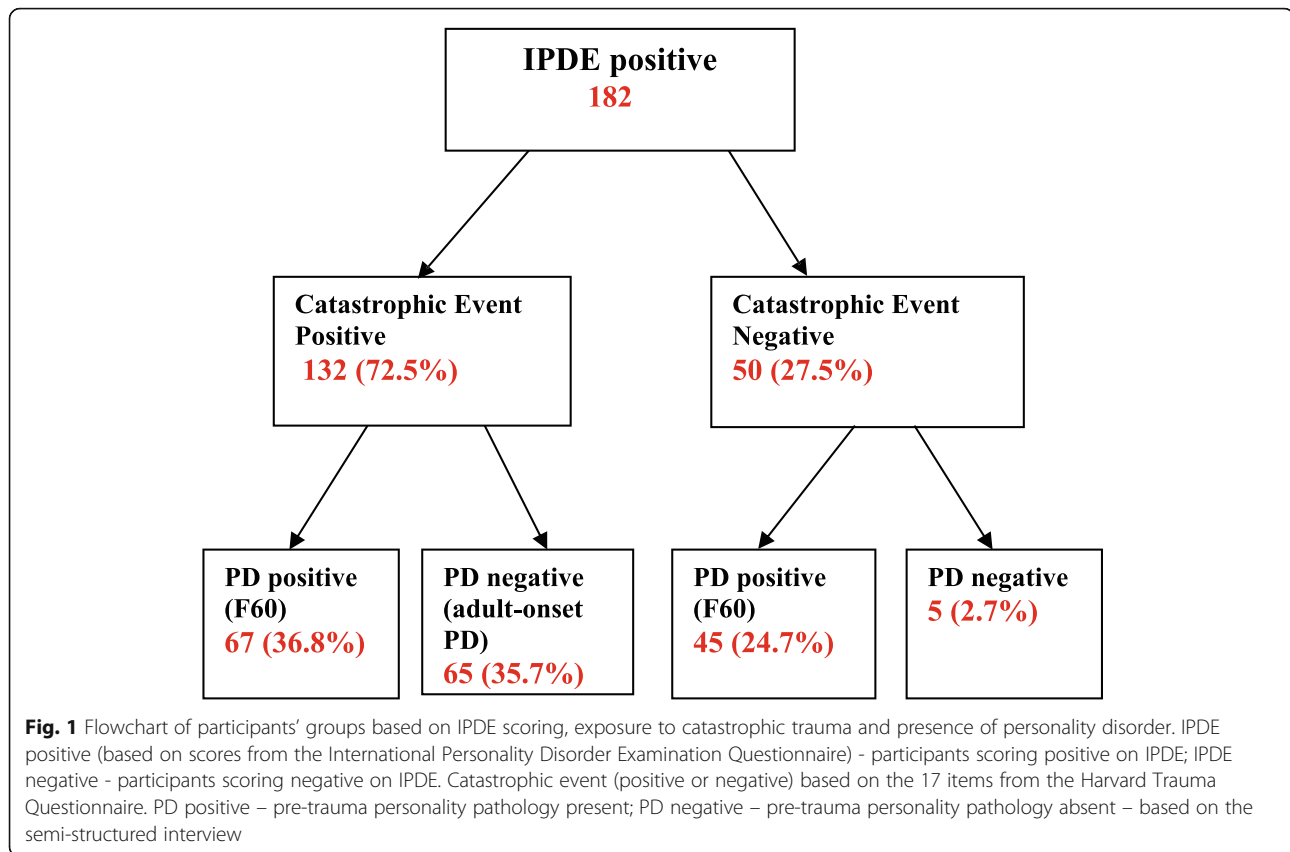 IPDE positive
182
Catastrophic Event
Positive
132 (72.5%)
Catastrophic Event
Negative
50 (27.5%)
PD positive
(F60)
67 (36.8%)
PD negative
(adult-onset
PD)
65 (35.7%)
PD positive
(F60)
45 (24.7%)
PD negative
5 (2.7%)
Fig. 1 Flowchart of participants’ groups based on IPDE scoring, exposure to catastrophic trauma and presence of personality disorder. IPDE
positive (based on scores from the International Personality Disorder Examination Questionnaire) - participants scoring positive on IPDE; IPDE
negative - participants scoring negative on IPDE. Catastrophic event (positive or negative) based on the 17 items from the Harvard Trauma
Questionnaire. PD positive – pre-trauma personality pathology present; PD negative – pre-trauma personality pathology absent – based on the
semi-structured interview